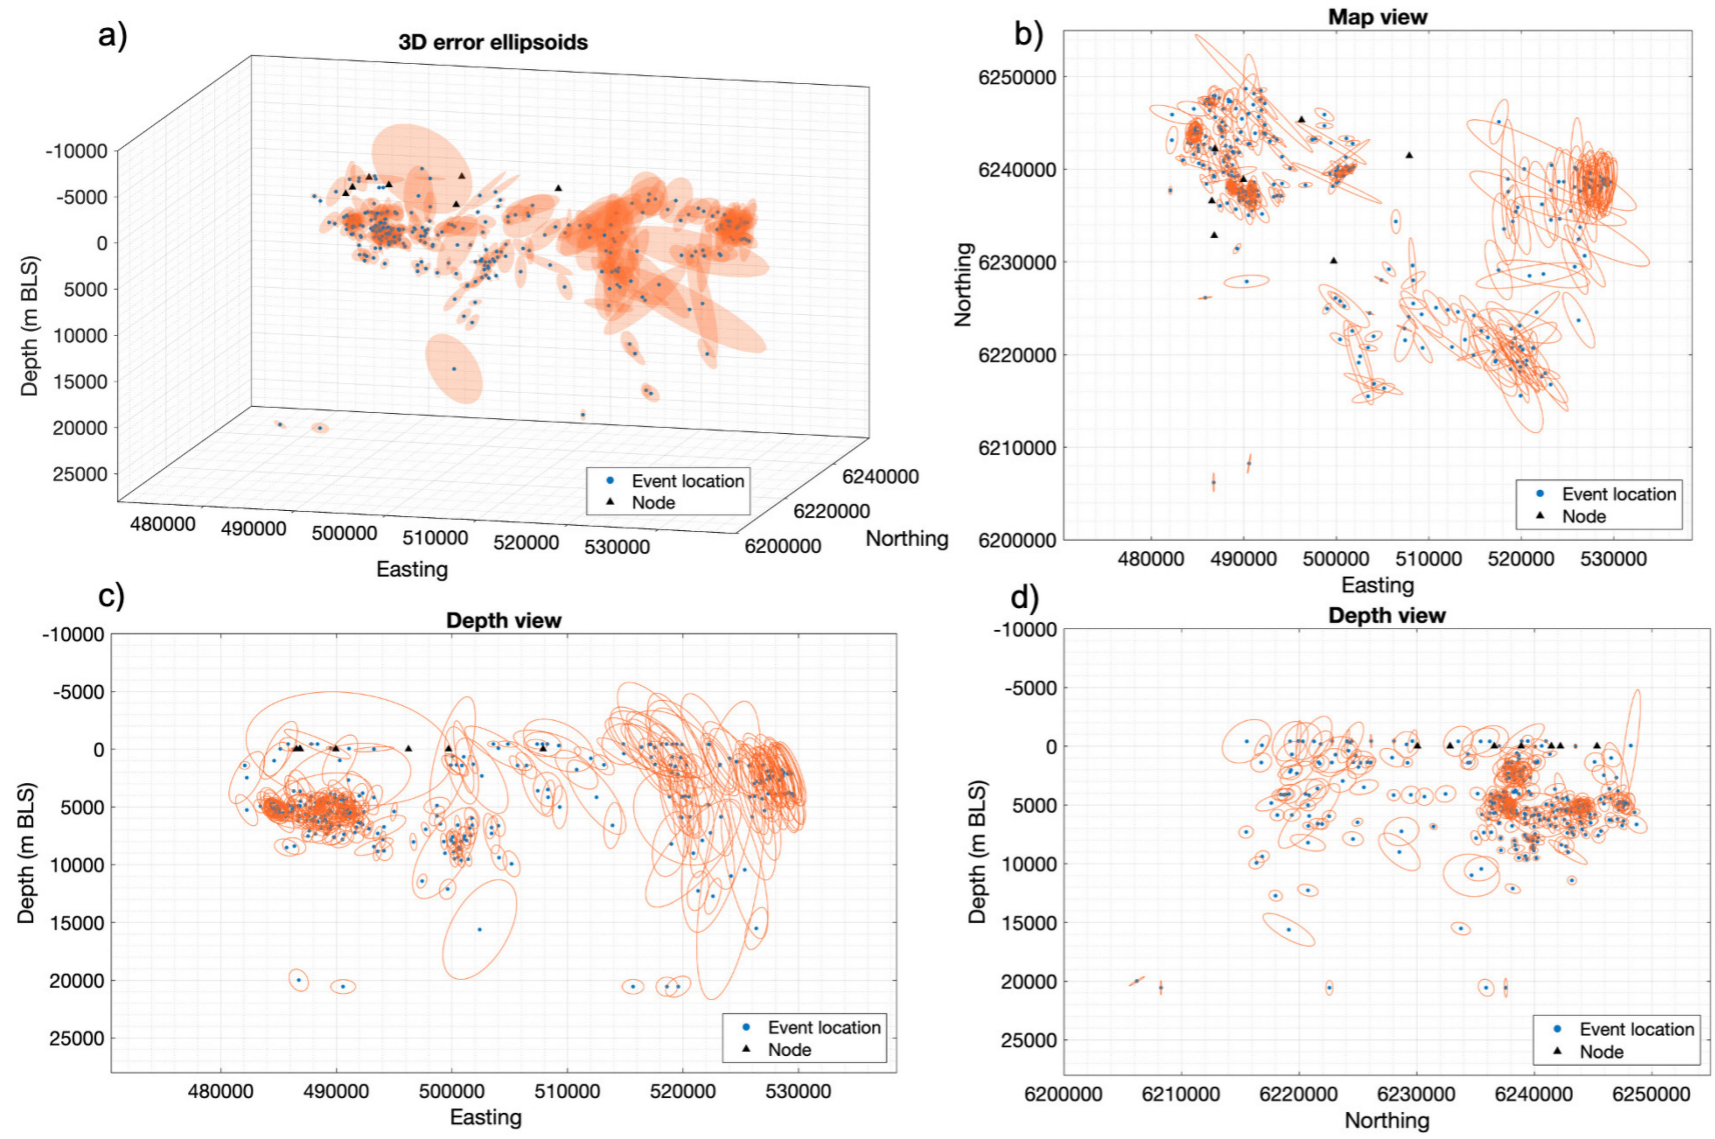 a)
3D error ellipsoids
-10000
-5000
0
5000
10000
15000
20000
25000
Depth (m BLS)
480000
490000
500000
510000
520000
530000
Easting
6200000
6220000
6240000
Northing
Event location
Node
b)
Map view
6250000
6240000
6230000
6220000
6210000
6200000
Northing
480000
490000
500000
510000
520000
530000
Easting
Event location
Node
c)
Depth view
-10000
-5000
0
5000
10000
15000
20000
25000
Depth (m BLS)
480000
490000
500000
510000
520000
530000
Easting
Event location
Node
d)
Depth view
-10000
-5000
0
5000
10000
15000
20000
25000
Depth (m BLS)
6200000
6210000
6220000
6230000
6240000
6250000
Northing
Event location
Node